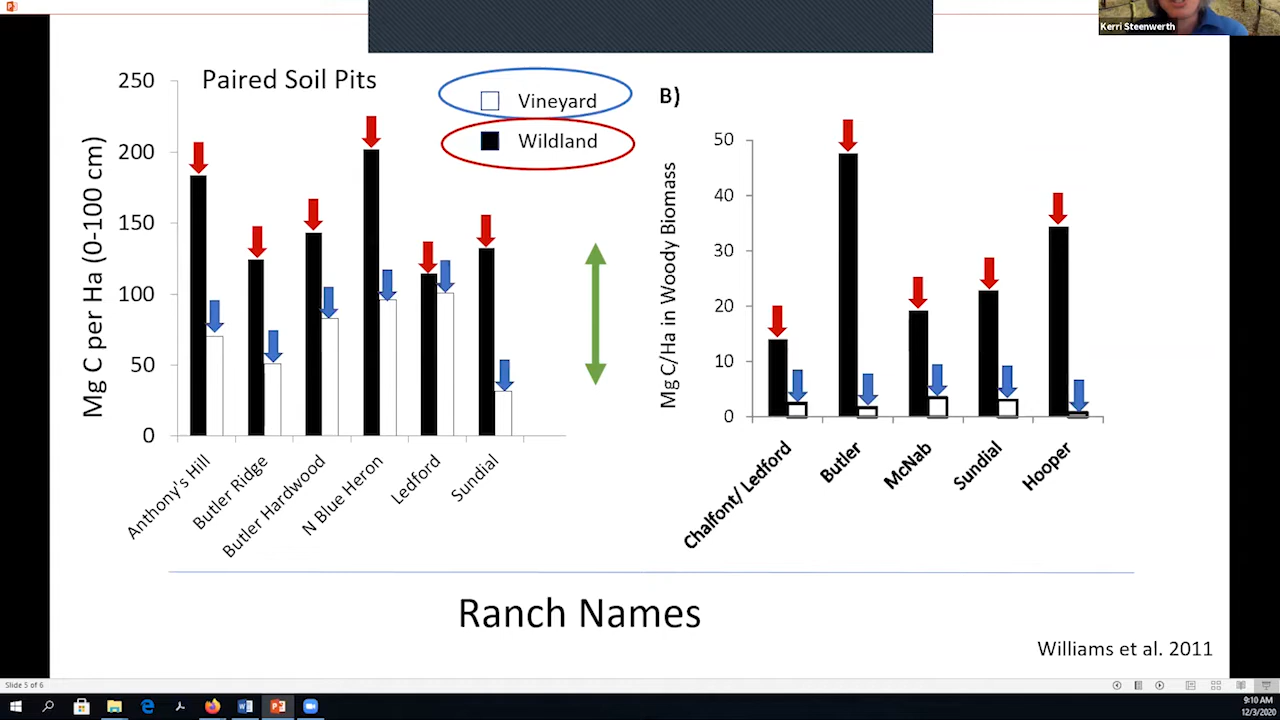 Kerri Steenwerth
Paired Soil Pits
Vineyard
Wildland
Mg C per Ha (0-100 cm)
250
200
150
100
50
0
Anthony's Hill
Butler Ridge
Butler Hardwood
N Blue Heron
Ledford
Sundial
B)
Mg C/Ha in Woody Biomass
50
40
30
20
10
0
Chalfont/ Ledford
Butler
McNab
Sundial
Hooper
Ranch Names
Williams et al. 2011
Slide 5 of 6
9:10 AM
12/3/2020